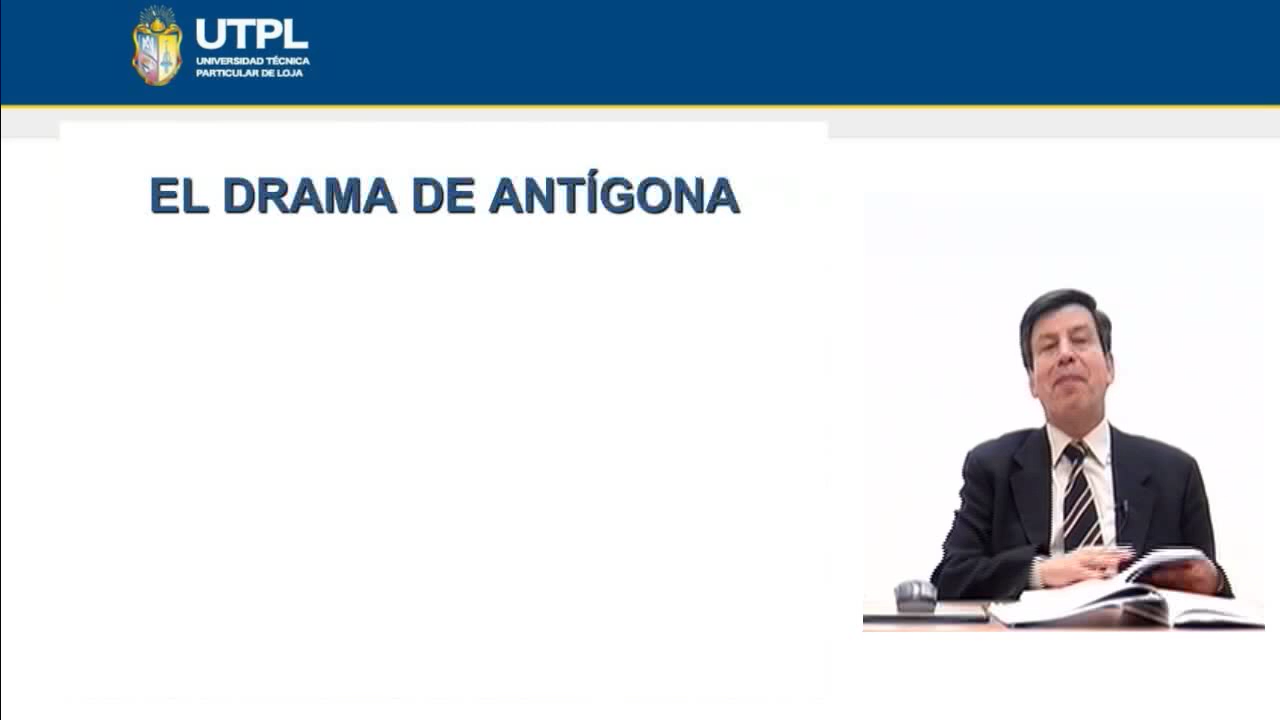 UTPL
UNIVERSIDAD TÉCNICA
PARTICULAR DE LOJA
EL DRAMA DE ANTÍGONA